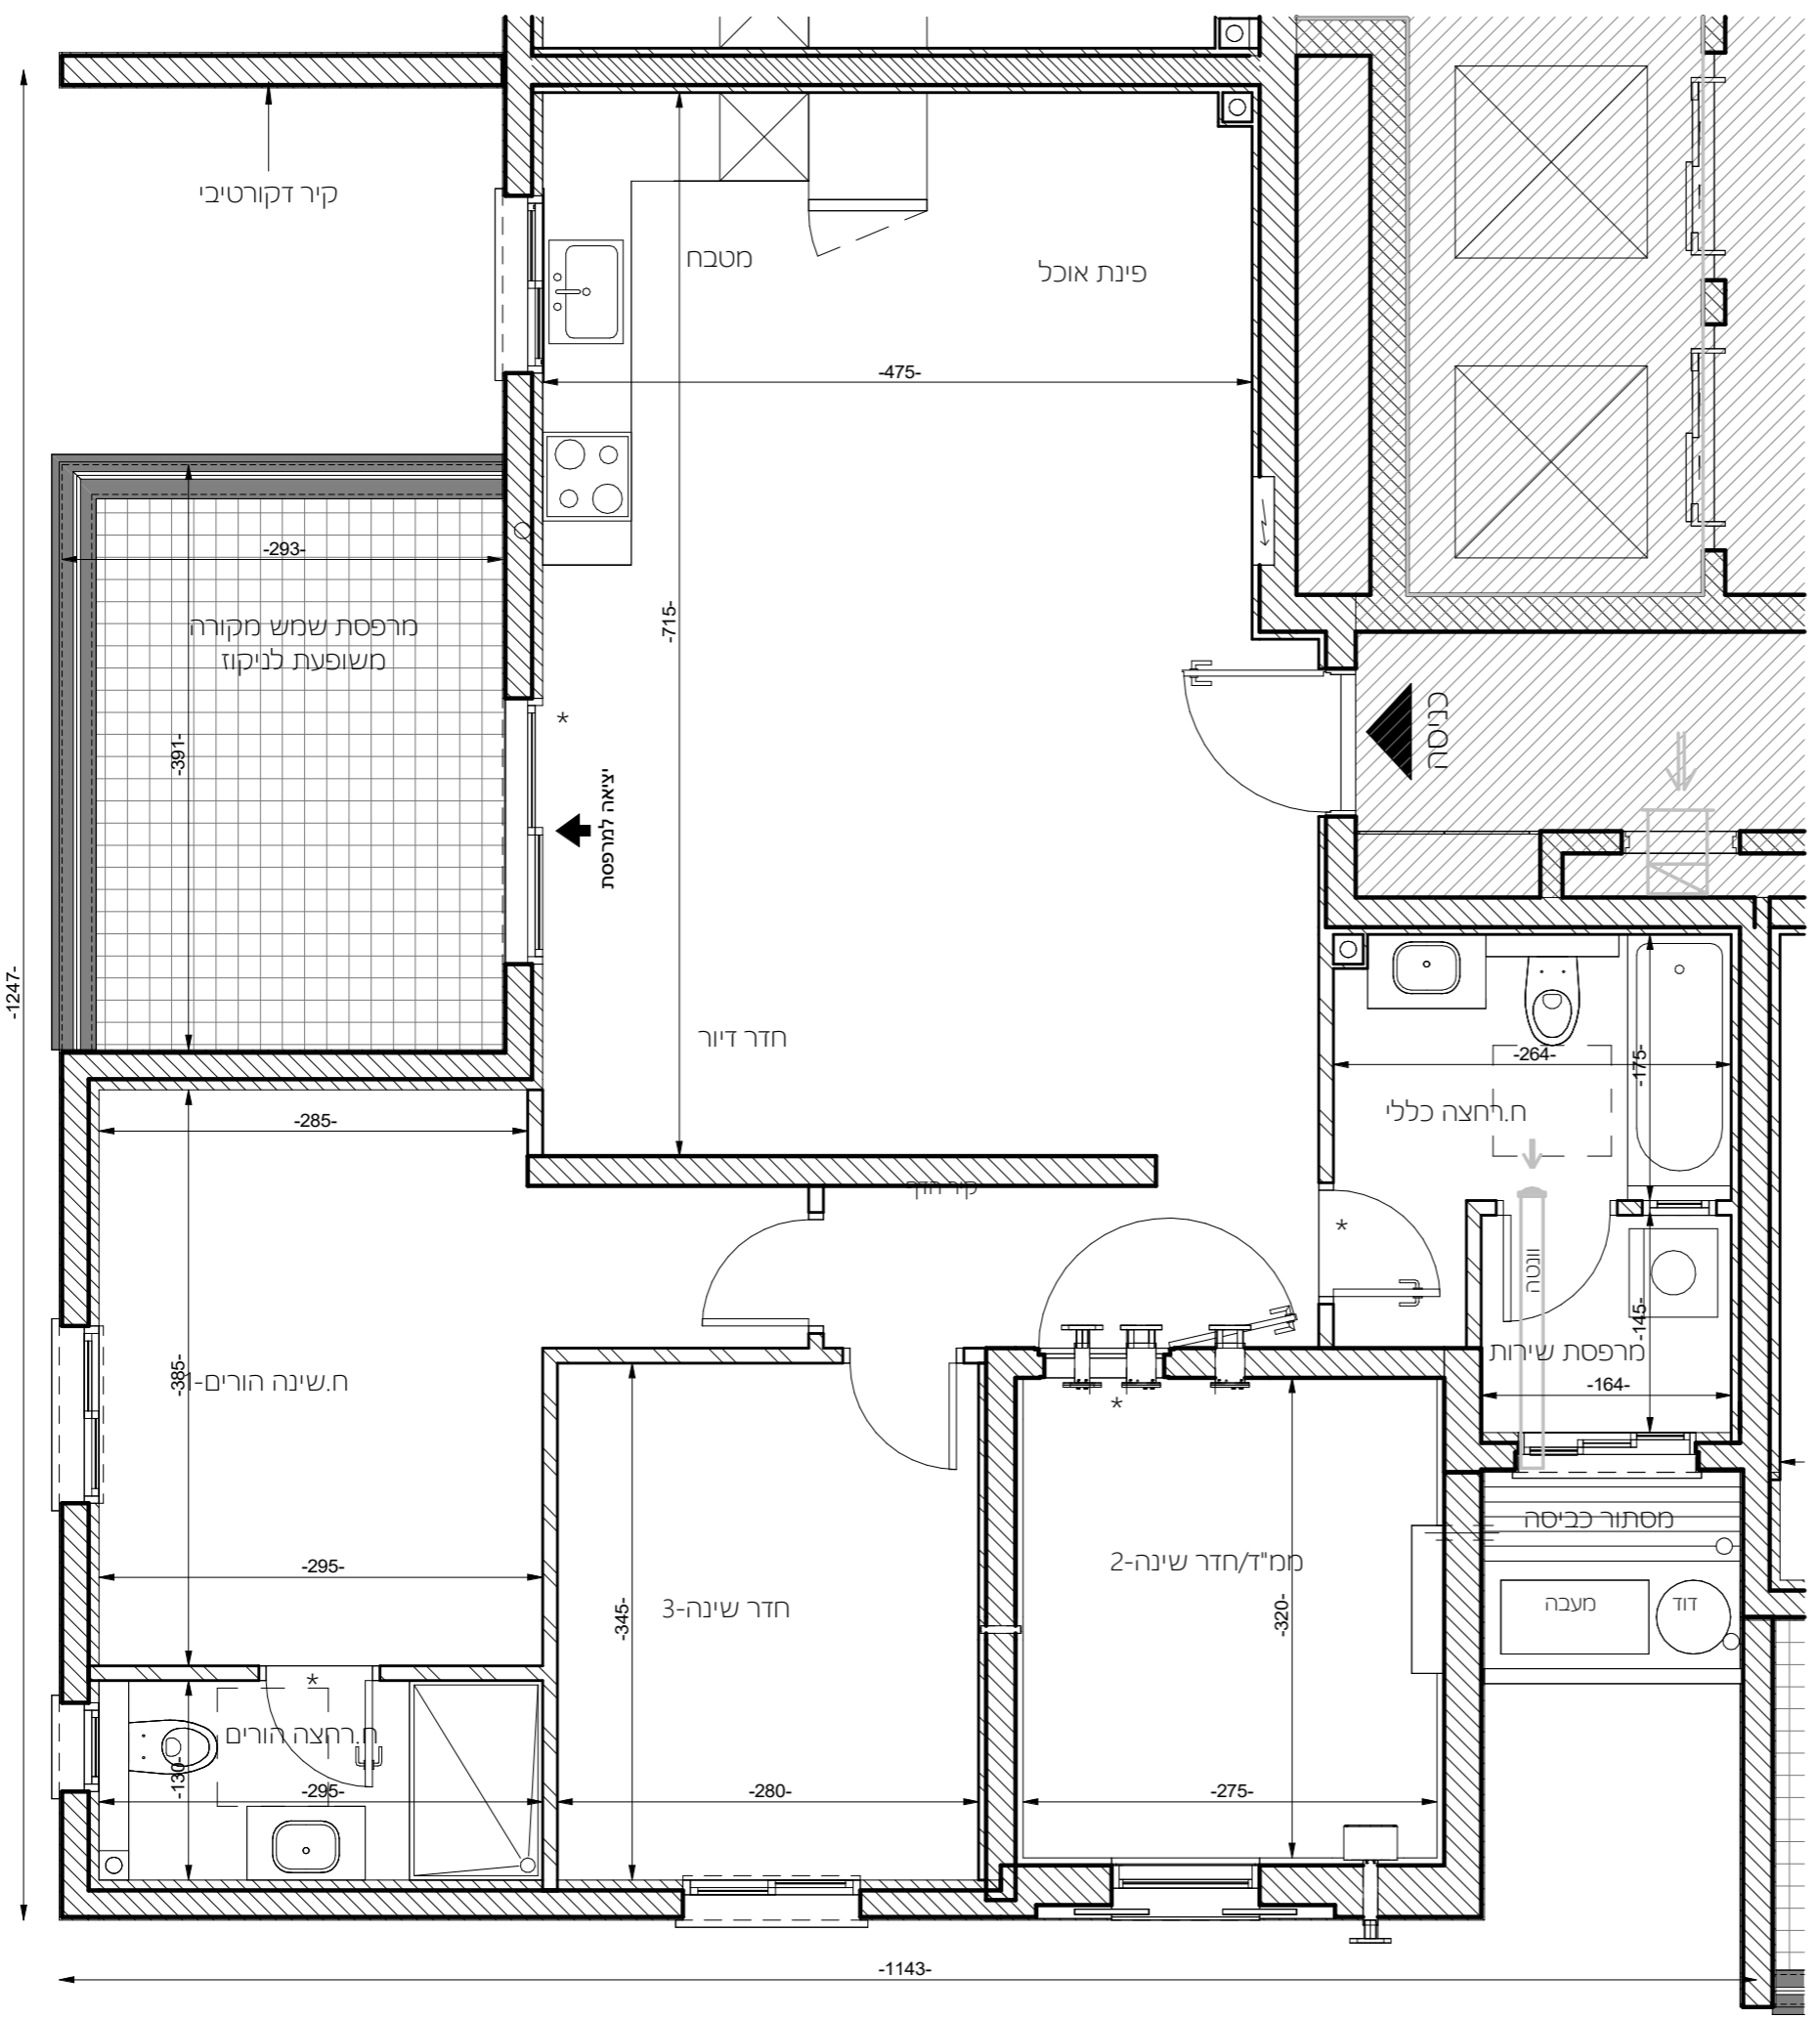 קיר דקורטיבי
מטבח
פינת אוכל
-475-
-293-
מרפסת שמש מקורה
משופעת לניקוז
-715-
-391-
*
כניסה
יציאה למרפסת
-1247-
חדר דיור
-264-
-175-
ח.רחצה כללי
-285-
קיר הדף
*
וונטה
-145-
מרפסת שירות
-164-
ח.שינה הורים-1
-385-
*
מסתור כביסה
ממ"ד/חדר שינה-2
-295-
חדר שינה-3
-345-
-320-
מעבה
דוד
*
ח.רחצה הורים
-130-
-295-
-280-
-275-
-1143-